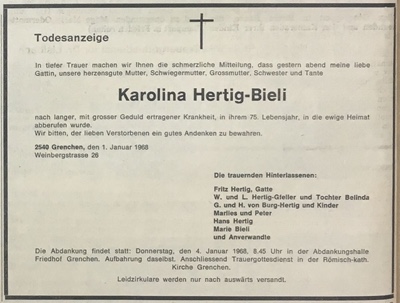 Todesanzeige
In tiefer Trauer machen wir Ihnen die schmerzliche Mitteilung, dass gestern abend meine liebe
Gattin, unsere herzensgute Mutter, Schwiegermutter, Grossmutter, Schwester und Tante
Karolina Hertig-Bieli
nach langer, mit grosser Geduld ertragener Krankheit, in ihrem 75. Lebensjahr, in die ewige Heimat
abberufen wurde.
Wir bitten, der lieben Verstorbenen ein gutes Andenken zu bewahren.
2540 Grenchen, den 1. Januar 1968
Weinbergstrasse 26
Die trauernden Hinterlassenen:
Fritz Hertig, Gatte
W. und L. Hertig-Gfeller und Tochter Belinda
G. und H. von Burg-Hertig und Kinder
Marlies und Peter
Hans Hertig
Marie Bieli
und Anverwandte
Die Abdankung findet statt: Donnerstag, den 4. Januar 1968, 8.45 Uhr in der Abdankungshalle
Friedhof Grenchen. Aufbahrung daselbst. Anschliessend Trauergottesdienst in der Römisch-kath.
Kirche Grenchen.
Leidzirkulare werden nur nach auswärts versandt.